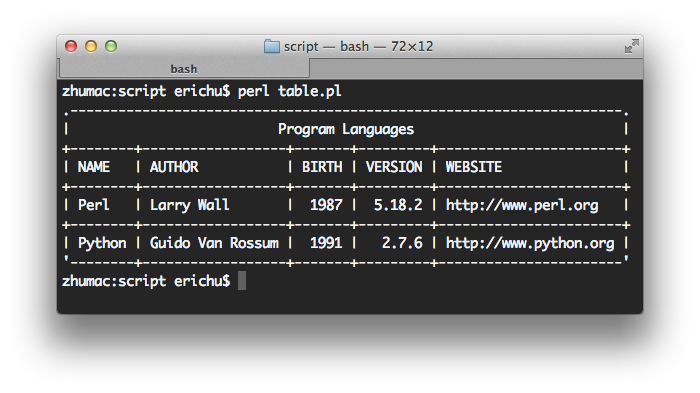 script — bash — 72×12
bash
zhumac:script erichu$ perl table.pl
.---------------------------------------------------------------------.
|                          Program Languages                          |
+--------+------------------+-------+---------+-----------------------+
| NAME   | AUTHOR           | BIRTH | VERSION | WEBSITE               |
+--------+------------------+-------+---------+-----------------------+
| Perl   | Larry Wall       |  1987 |  5.18.2 | http://www.perl.org   |
+--------+------------------+-------+---------+-----------------------+
| Python | Guido Van Rossum |  1991 |   2.7.6 | http://www.python.org |
'--------+------------------+-------+---------+-----------------------'
zhumac:script erichu$